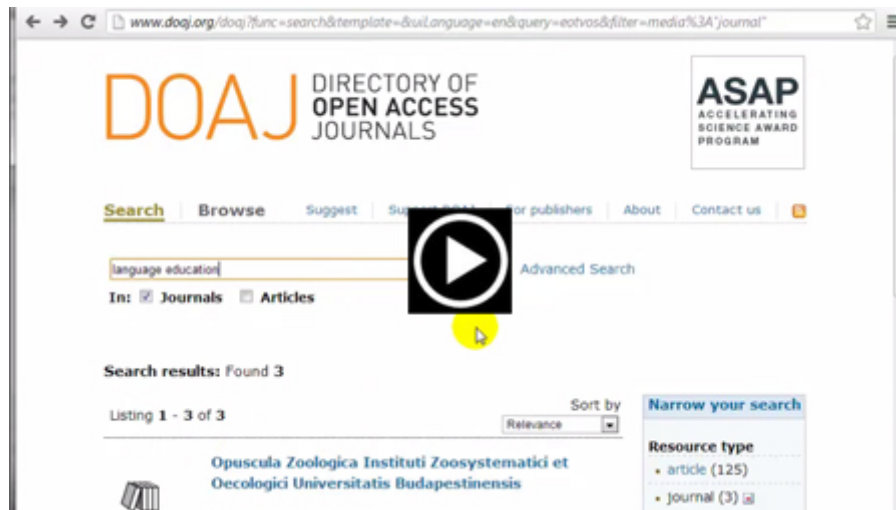 www.doaj.org/doaj?func=search&template=&uiLanguage=en&query=eotvos&filter=media%3A"journal"
DOAJ
DIRECTORY OF
OPEN ACCESS
JOURNALS
ASAP
ACCELERATING
SCIENCE AWARD
PROGRAM
Search Browse Suggest For publishers About Contact us
language education
Advanced Search
In: Journals Articles
Search results: Found 3
Listing 1 - 3 of 3
Sort by
Relevance
Narrow your search
Resource type
article (125)
journal (3)
Opuscula Zoologica Instituti Zoosystematici et
Oecologici Universitatis Budapestinensis